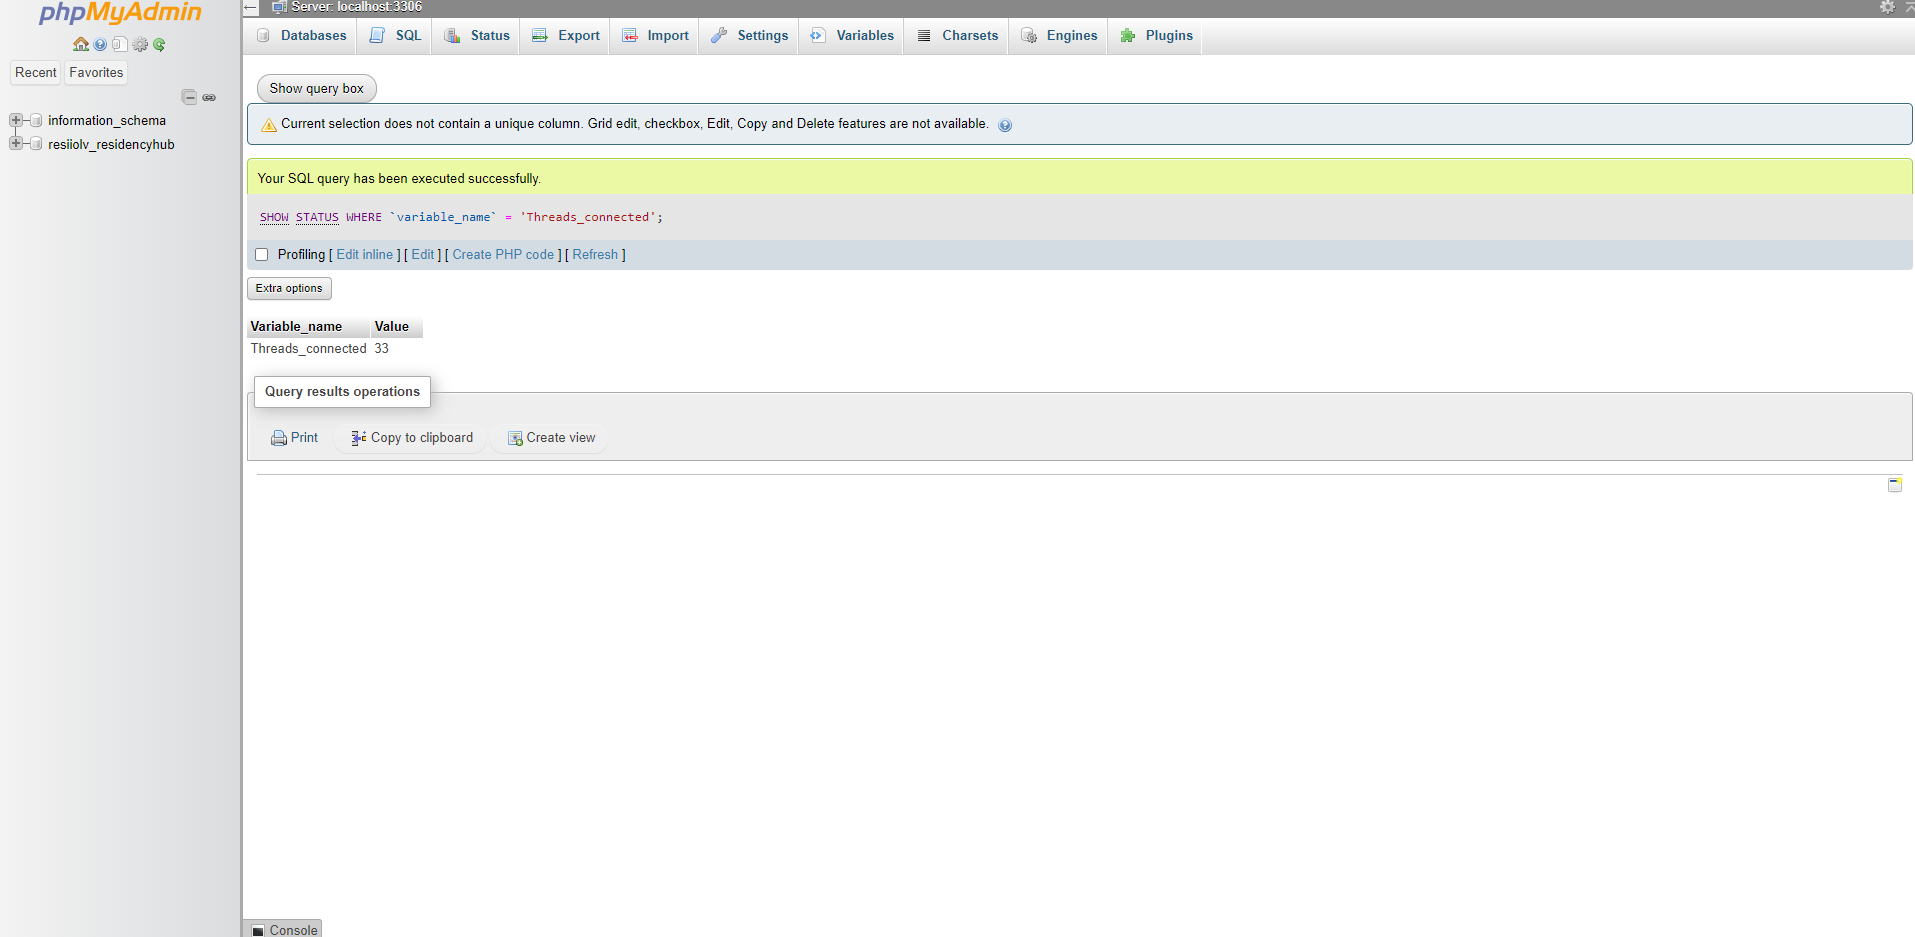 phpMyAdmin
Recent Favorites
information_schema
resiiolv_residencyhub
Server: localhost:3306
Databases SQL Status Export Import Settings Variables Charsets Engines Plugins
Show query box
Current selection does not contain a unique column. Grid edit, checkbox, Edit, Copy and Delete features are not available.
Your SQL query has been executed successfully.
SHOW STATUS WHERE `variable_name` = 'Threads_connected';
Profiling [ Edit inline ] [ Edit ] [ Create PHP code ] [ Refresh ]
Extra options
Variable_name Value
Threads_connected 33
Query results operations
Print Copy to clipboard Create view
Console